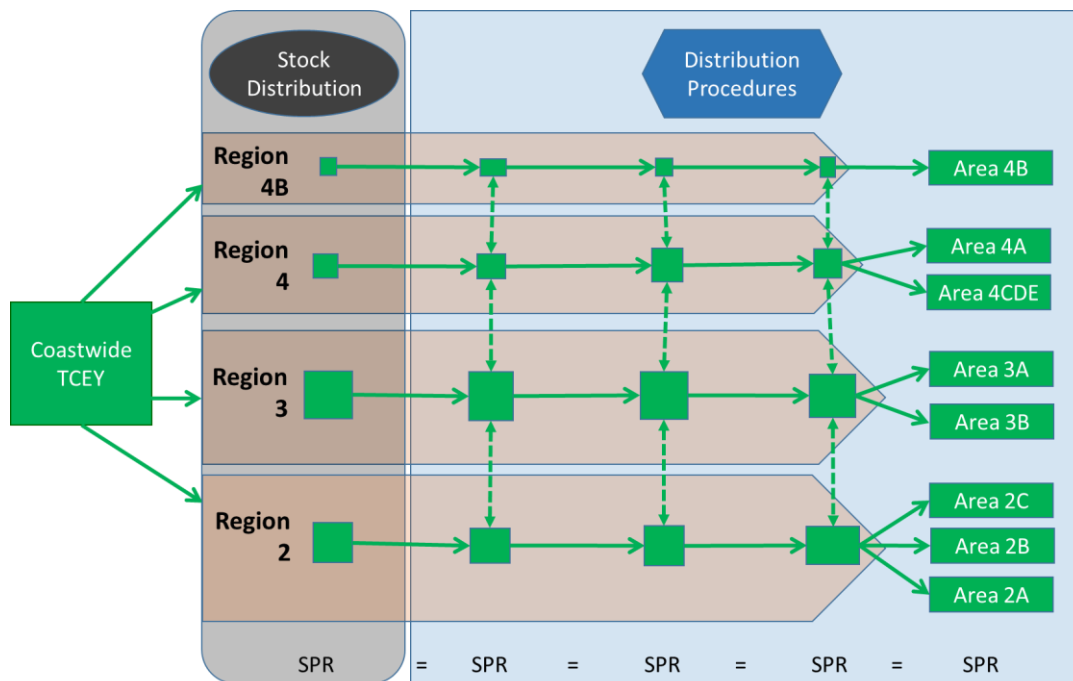 Stock
Distribution
Distribution
Procedures
Region
4B
Area 4B
Region
4
Area 4A
Area 4CDE
Coastwide
TCEY
Region
3
Area 3A
Area 3B
Region
2
Area 2C
Area 2B
Area 2A
SPR = SPR = SPR = SPR = SPR